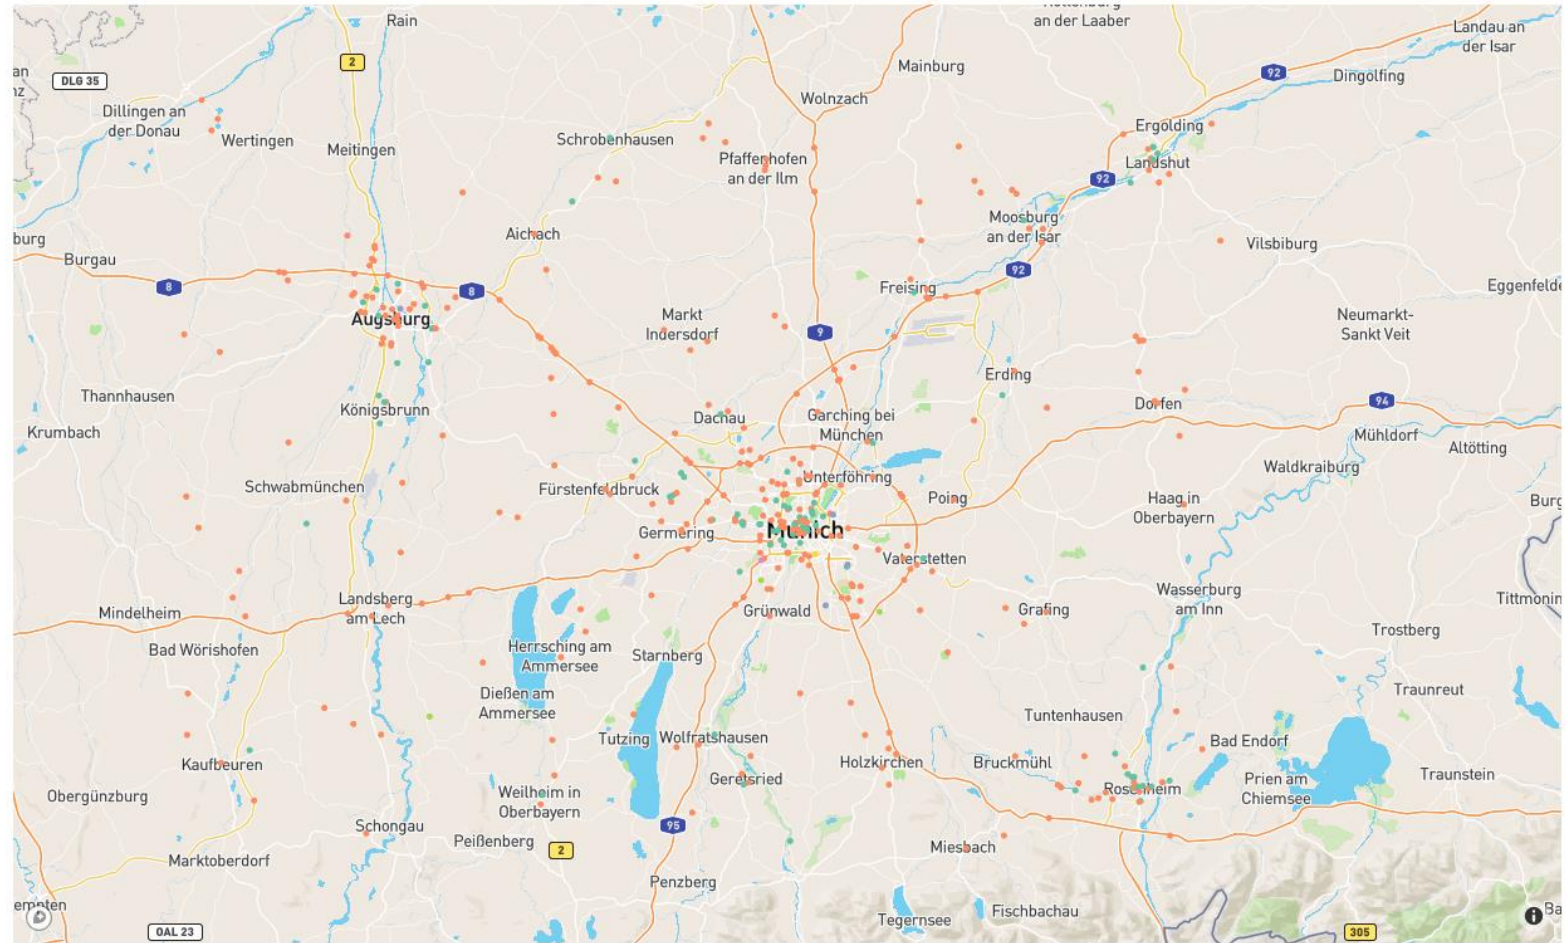 Rain
an der Laaber
Landau an
der Isar
2
DLG 35
Mainburg
92
Dingolfing
Dillingen an
der Donau
Wolnzach
Wertingen
Meitingen
Schrobenhausen
Ergolding
Pfaffenhofen
an der Ilm
Landshut
92
Moosburg
an der Isar
burg
Aichach
Vilsbiburg
Burgau
8
8
92
Freising
Eggenfelde
Augsburg
Markt
Indersdorf
9
Neumarkt-
Sankt Veit
Erding
Thannhausen
Königsbrunn
Dachau
Garching bei
München
Dorfen
94
Krumbach
Mühldorf
Altötting
Waldkraiburg
Schwabmünchen
Fürstenfeldbruck
Unterföhring
Poing
Haag in
Oberbayern
Burg
Germering
Munich
Vaterstetten
Mindelheim
Landsberg
am Lech
Grünwald
Grafing
Wasserburg
am Inn
Tittmonin
Bad Wörishofen
Herrsching am
Ammersee
Starnberg
Trostberg
Dießen am
Ammersee
Traunreut
Tuntenhausen
Tutzing
Wolfratshausen
Bad Endorf
Kaufbeuren
Geretsried
Holzkirchen
Bruckmühl
Rosenheim
Prien am
Chiemsee
Traunstein
Obergünzburg
Weilheim in
Oberbayern
Schongau
Peißenberg
2
95
Miesbach
Marktoberdorf
Penzberg
Tegernsee
Fischbachau
OAL 23
305